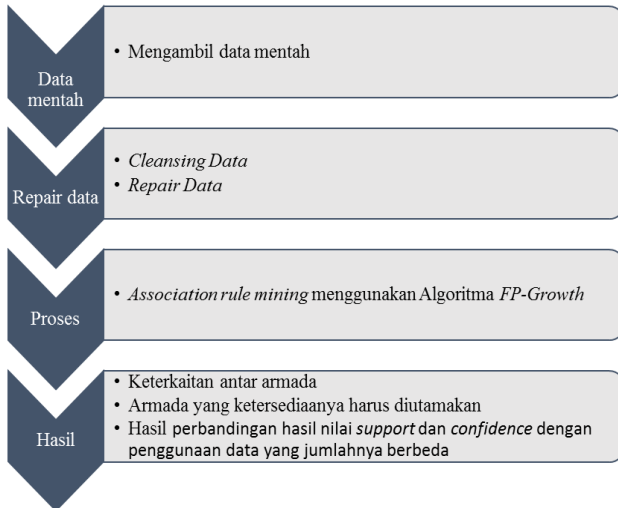 Data
mentah
• Mengambil data mentah
Repair data
• Cleansing Data
• Repair Data
Proses
• Association rule mining menggunakan Algoritma FP-Growth
Hasil
• Keterkaitan antar armada
• Armada yang ketersediaanya harus diutamakan
• Hasil perbandingan hasil nilai support dan confidence dengan
penggunaan data yang jumlahnya berbeda